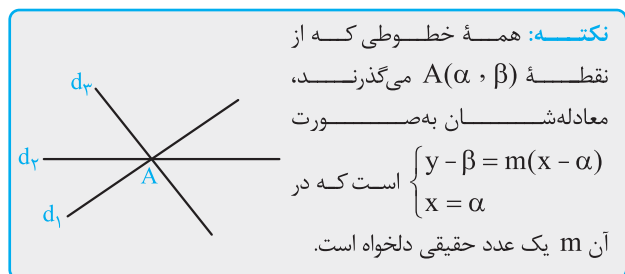 نکته: همهٔ خطوطی که از
نقطهٔ A(α , β) می‌گذرند،
معادله‌شان به‌صورت
{y - β = m(x - α)
x = α
است که در
آن m یک عدد حقیقی دلخواه است.
d۳
d۲
A
d۱